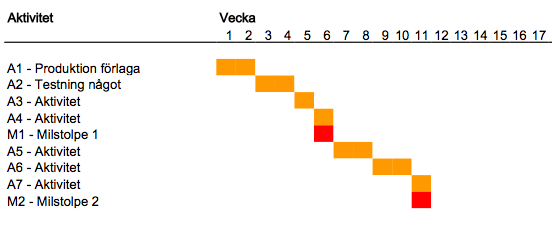 Aktivitet Vecka
1 2 3 4 5 6 7 8 9 10 11 12 13 14 15 16 17
A1 - Produktion förlaga
A2 - Testning något
A3 - Aktivitet
A4 - Aktivitet
M1 - Milstolpe 1
A5 - Aktivitet
A6 - Aktivitet
A7 - Aktivitet
M2 - Milstolpe 2